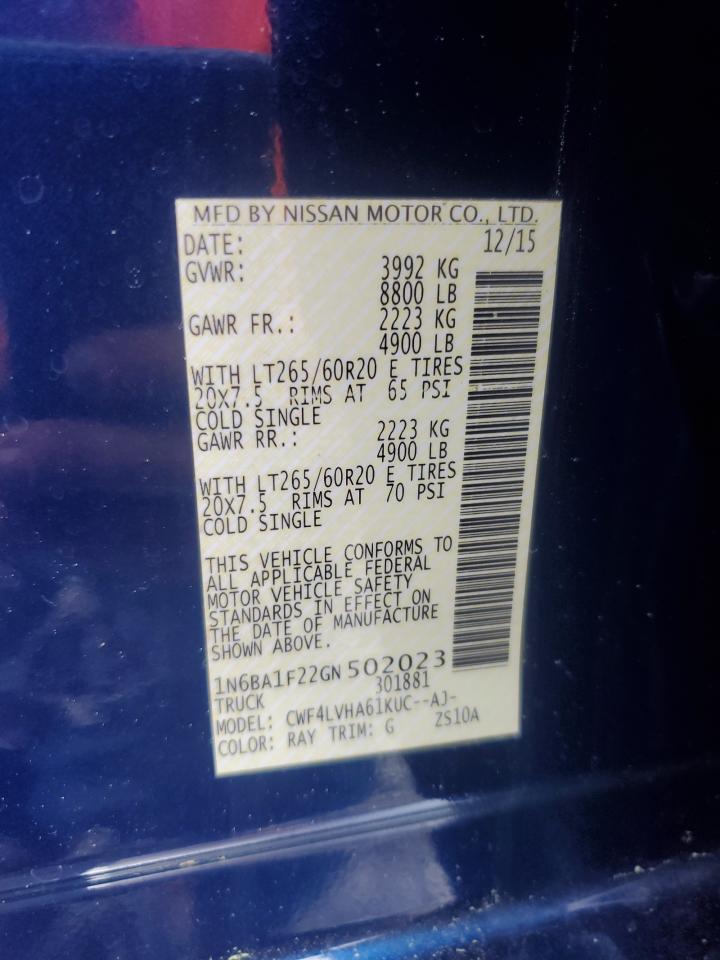 MFD BY NISSAN MOTOR CO., LTD.
DATE: 12/15
GVWR: 3992 KG
8800 LB
GAWR FR.: 2223 KG
4900 LB
WITH LT265/60R20 E TIRES
20X7.5 RIMS AT 65 PSI
COLD SINGLE
GAWR RR.: 2223 KG
4900 LB
WITH LT265/60R20 E TIRES
20X7.5 RIMS AT 70 PSI
COLD SINGLE
THIS VEHICLE CONFORMS TO
ALL APPLICABLE FEDERAL
MOTOR VEHICLE SAFETY
STANDARDS IN EFFECT ON
THE DATE OF MANUFACTURE
SHOWN ABOVE.
1N6BA1F22GN502023
TRUCK 301881
MODEL: CWF4LVHA61KUC--AJ-
COLOR: RAY TRIM: G ZS10A